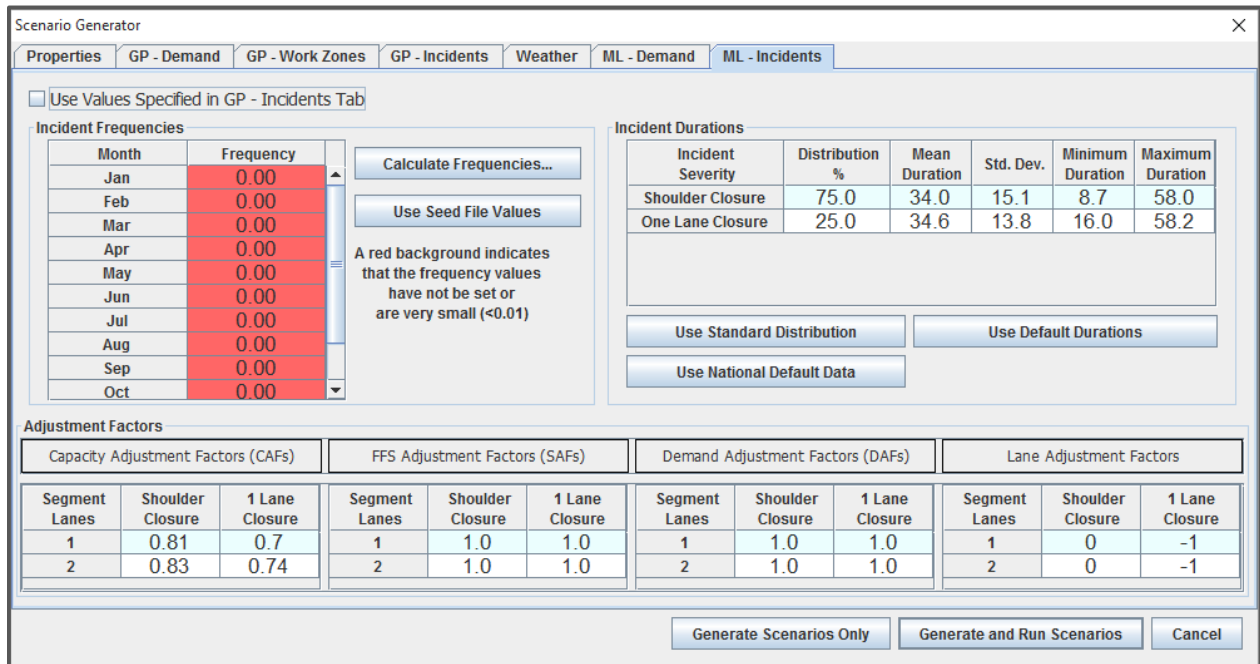 Scenario Generator
Properties GP - Demand GP - Work Zones GP - Incidents Weather ML - Demand ML - Incidents
Use Values Specified in GP - Incidents Tab
Incident Frequencies
Month Frequency
Jan 0.00
Feb 0.00
Mar 0.00
Apr 0.00
May 0.00
Jun 0.00
Jul 0.00
Aug 0.00
Sep 0.00
Oct 0.00
Calculate Frequencies...
Use Seed File Values
A red background indicates
that the frequency values
have not be set or
are very small (<0.01)
Incident Durations
Incident Severity Distribution % Mean Duration Std. Dev. Minimum Duration Maximum Duration
Shoulder Closure 75.0 34.0 15.1 8.7 58.0
One Lane Closure 25.0 34.6 13.8 16.0 58.2
Use Standard Distribution Use Default Durations
Use National Default Data
Adjustment Factors
Capacity Adjustment Factors (CAFs) FFS Adjustment Factors (SAFs) Demand Adjustment Factors (DAFs) Lane Adjustment Factors
Segment Shoulder 1 Lane Segment Shoulder 1 Lane Segment Shoulder 1 Lane Segment Shoulder 1 Lane
Lanes Closure Closure Lanes Closure Closure Lanes Closure Closure Lanes Closure Closure
1 0.81 0.7 1 1.0 1.0 1 1.0 1.0 1 0 -1
2 0.83 0.74 2 1.0 1.0 2 1.0 1.0 2 0 -1
Generate Scenarios Only Generate and Run Scenarios Cancel